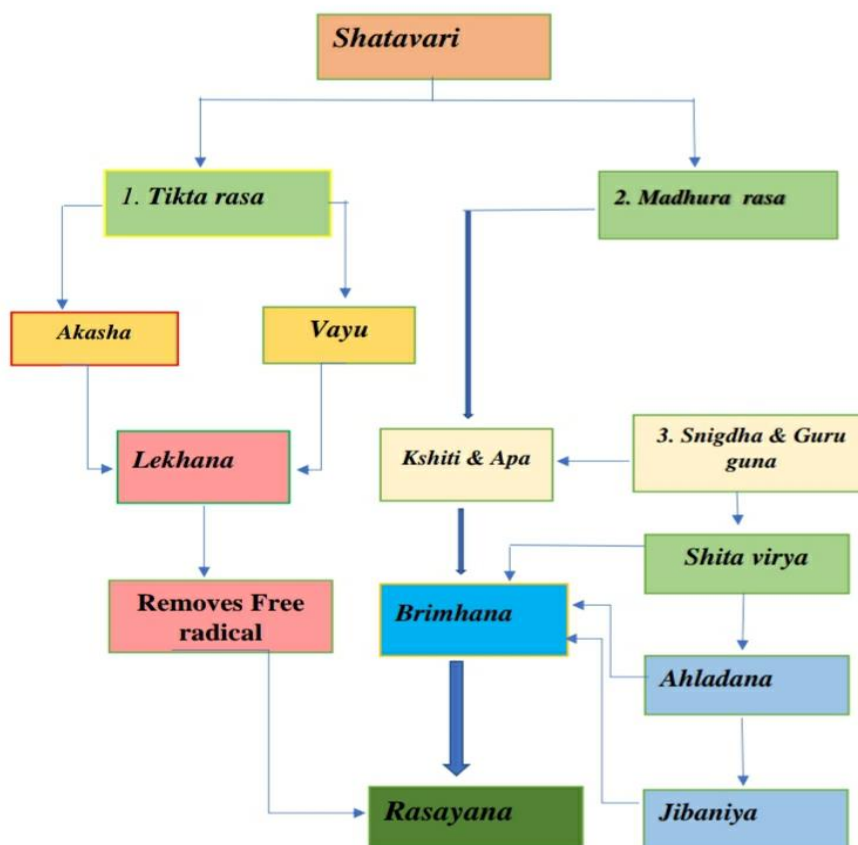 Shatavari
1. Tikta rasa
2. Madhura rasa
Akasha
Vayu
Lekhana
Kshiti & Apa
3. Snigdha & Guru
guna
Shita virya
Removes Free
radical
Brimhana
Ahladana
Rasayana
Jibaniya